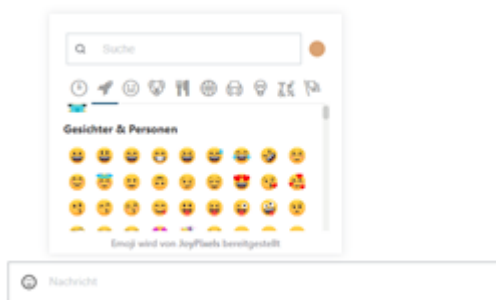 Suche
Gesichter & Personen
Emoji wird von JoyPixels bereitgestellt
Nachricht